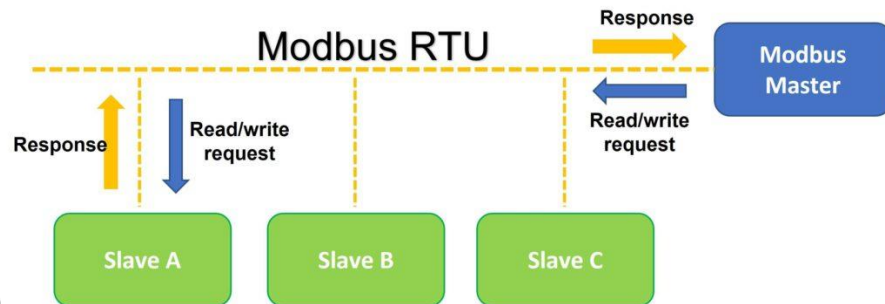 Modbus RTU
Response
Modbus
Master
Read/write
request
Response
Read/write
request
Slave A
Slave B
Slave C